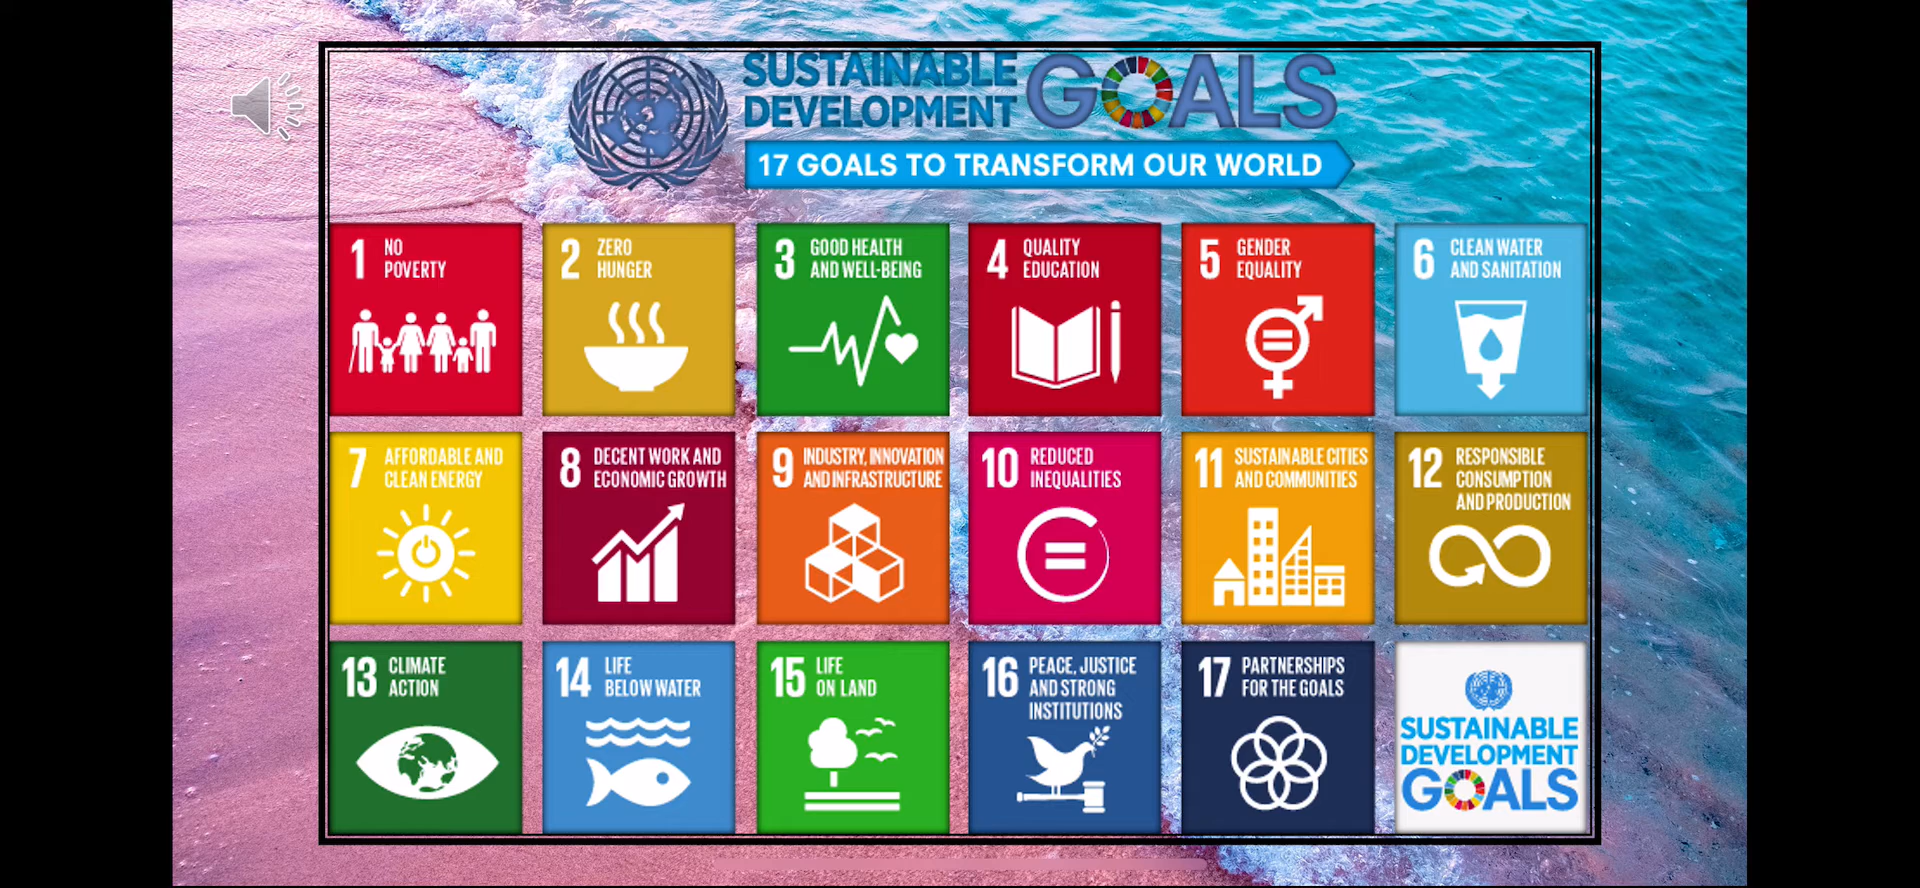 SUSTAINABLE
DEVELOPMENT
GOALS
17 GOALS TO TRANSFORM OUR WORLD
1 NO
POVERTY
2 ZERO
HUNGER
3 GOOD HEALTH
AND WELL-BEING
4 QUALITY
EDUCATION
5 GENDER
EQUALITY
6 CLEAN WATER
AND SANITATION
7 AFFORDABLE AND
CLEAN ENERGY
8 DECENT WORK AND
ECONOMIC GROWTH
9 INDUSTRY, INNOVATION
AND INFRASTRUCTURE
10 REDUCED
INEQUALITIES
11 SUSTAINABLE CITIES
AND COMMUNITIES
12 RESPONSIBLE
CONSUMPTION
AND PRODUCTION
13 CLIMATE
ACTION
14 LIFE
BELOW WATER
15 LIFE
ON LAND
16 PEACE, JUSTICE
AND STRONG
INSTITUTIONS
17 PARTNERSHIPS
FOR THE GOALS
SUSTAINABLE
DEVELOPMENT
GOALS